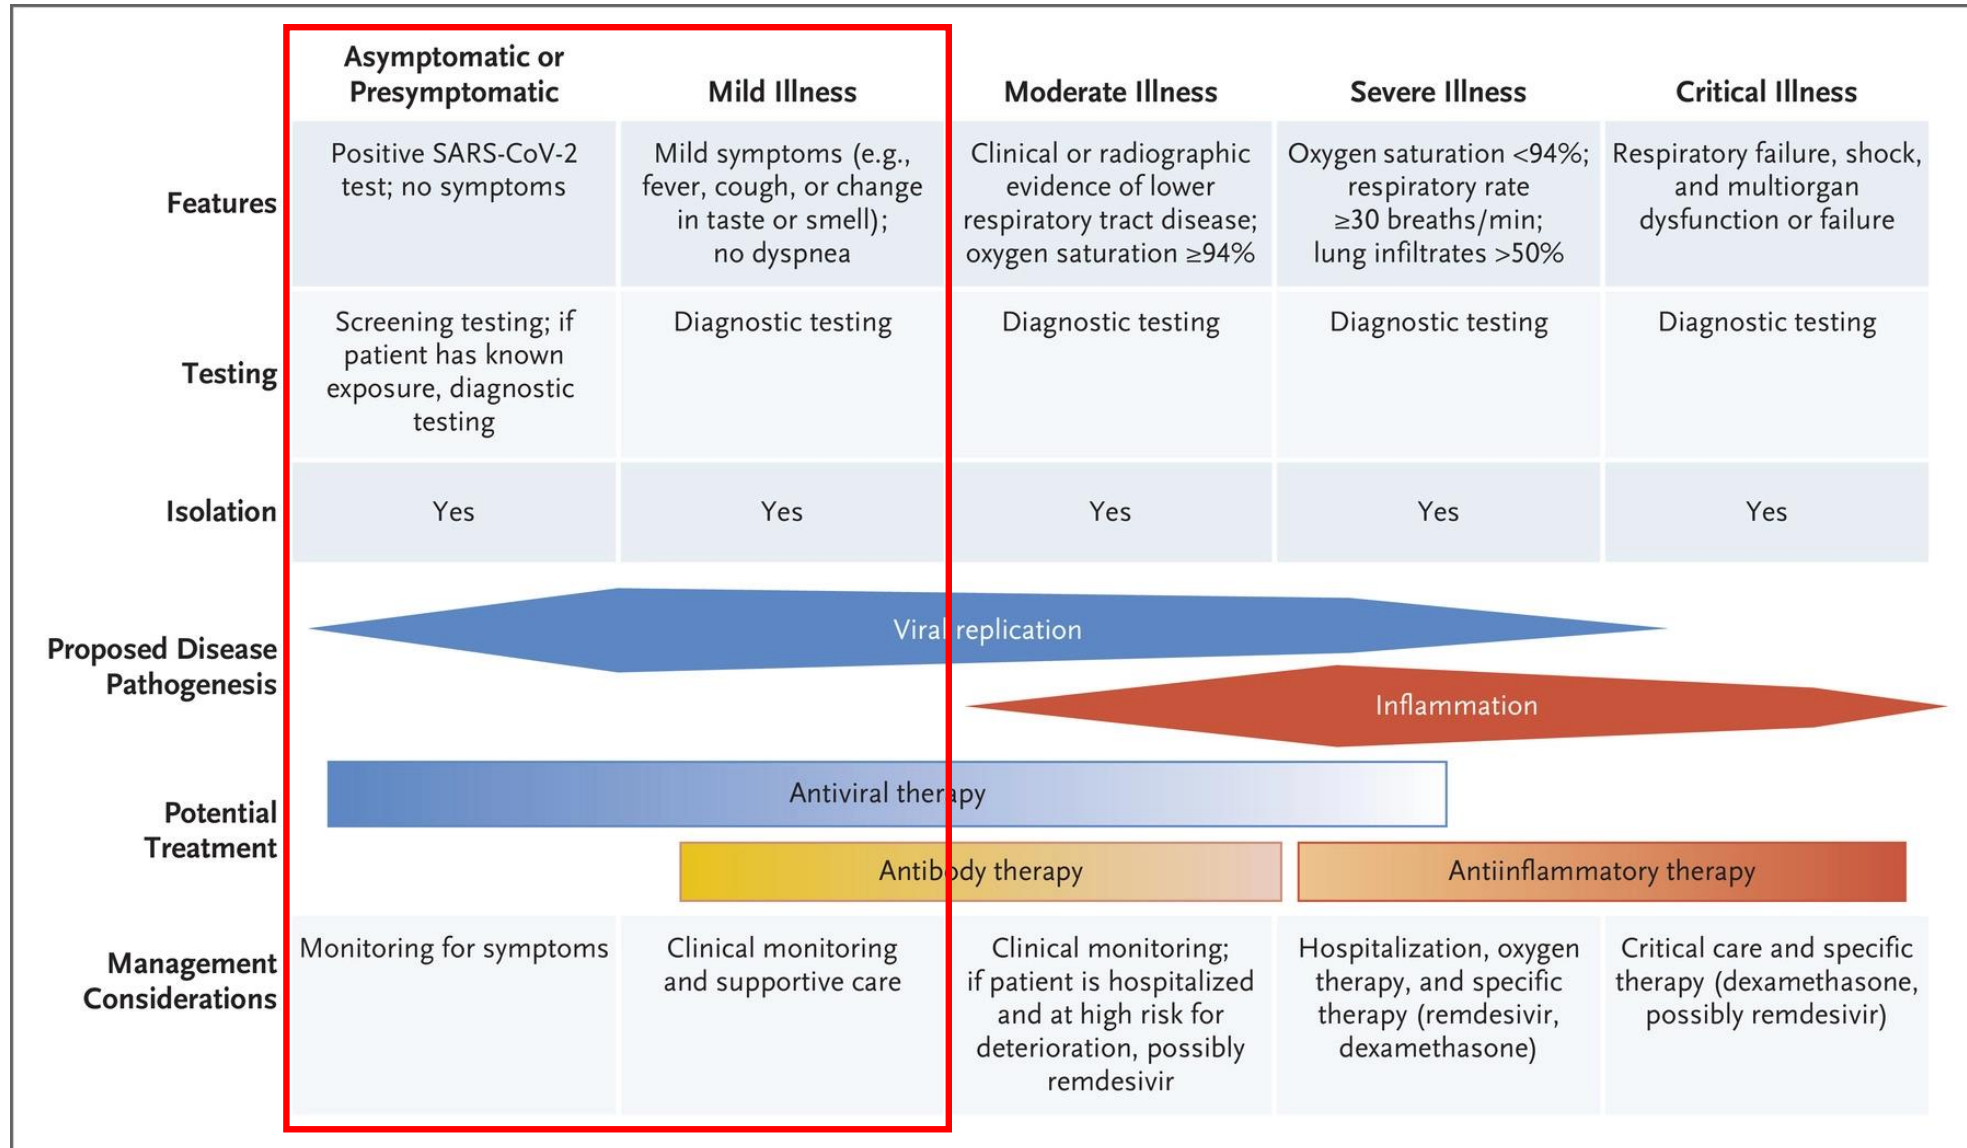 Asymptomatic or
Presymptomatic
Mild Illness
Moderate Illness
Severe Illness
Critical Illness
Features
Positive SARS-CoV-2
test; no symptoms
Mild symptoms (e.g.,
fever, cough, or change
in taste or smell);
no dyspnea
Clinical or radiographic
evidence of lower
respiratory tract disease;
oxygen saturation ≥94%
Oxygen saturation <94%;
respiratory rate
≥30 breaths/min;
lung infiltrates >50%
Respiratory failure, shock,
and multiorgan
dysfunction or failure
Testing
Screening testing; if
patient has known
exposure, diagnostic
testing
Diagnostic testing
Diagnostic testing
Diagnostic testing
Diagnostic testing
Isolation
Yes
Yes
Yes
Yes
Yes
Proposed Disease
Pathogenesis
Viral replication
Inflammation
Potential
Treatment
Antiviral therapy
Antibody therapy
Antiinflammatory therapy
Management
Considerations
Monitoring for symptoms
Clinical monitoring
and supportive care
Clinical monitoring;
if patient is hospitalized
and at high risk for
deterioration, possibly
remdesivir
Hospitalization, oxygen
therapy, and specific
therapy (remdesivir,
dexamethasone)
Critical care and specific
therapy (dexamethasone,
possibly remdesivir)